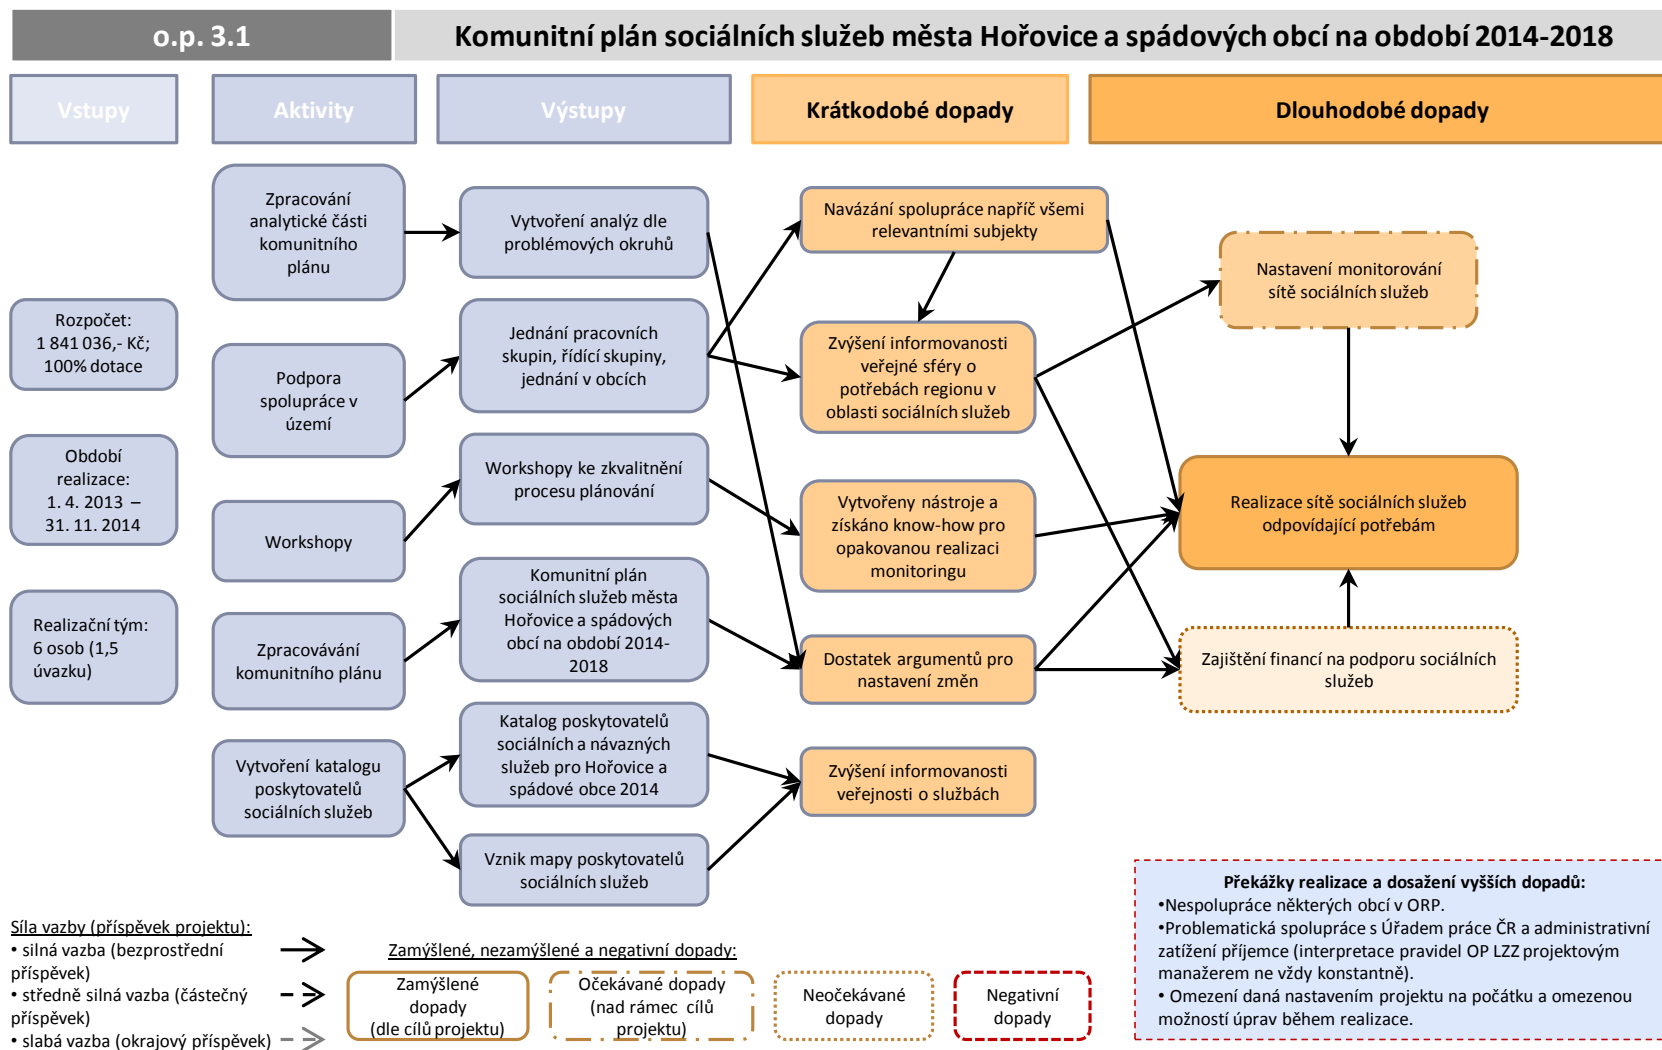 o.p. 3.1
Komunitní plán sociálních služeb města Hořovice a spádových obcí na období 2014-2018
Vstupy
Aktivity
Výstupy
Krátkodobé dopady
Dlouhodobé dopady
Rozpočet:
1 841 036,- Kč;
100% dotace
Období
realizace:
1. 4. 2013 –
31. 11. 2014
Realizační tým:
6 osob (1,5
úvazku)
Zpracování
analytické části
komunitního
plánu
Podpora
spolupráce v
území
Workshopy
Zpracovávání
komunitního plánu
Vytvoření katalogu
poskytovatelů
sociálních služeb
Vytvoření analýz dle
problémových okruhů
Jednání pracovních
skupin, řídící skupiny,
jednání v obcích
Workshopy ke zkvalitnění
procesu plánování
Komunitní plán
sociálních služeb města
Hořovice a spádových
obcí na období 2014-
2018
Katalog poskytovatelů
sociálních a návazných
služeb pro Hořovice a
spádové obce 2014
Vznik mapy poskytovatelů
sociálních služeb
Navázání spolupráce napříč všemi
relevantními subjekty
Zvýšení informovanosti
veřejné sféry o
potřebách regionu v
oblasti sociálních služeb
Vytvořeny nástroje a
získáno know-how pro
opakovanou realizaci
monitoringu
Dostatek argumentů pro
nastavení změn
Zvýšení informovanosti
veřejnosti o službách
Nastavení monitorování
sítě sociálních služeb
Realizace sítě sociálních služeb
odpovídající potřebám
Zajištění financí na podporu sociálních
služeb
Síla vazby (příspěvek projektu):
• silná vazba (bezprostřední
příspěvek)
• středně silná vazba (částečný
příspěvek)
• slabá vazba (okrajový příspěvek)
Zamýšlené, nezamýšlené a negativní dopady:
Zamýšlené
dopady
(dle cílů projektu)
Očekávané dopady
(nad rámec cílů
projektu)
Neočekávané
dopady
Negativní
dopady
Překážky realizace a dosažení vyšších dopadů:
•Nespolupráce některých obcí v ORP.
•Problematická spolupráce s Úřadem práce ČR a administrativní
zatížení příjemce (interpretace pravidel OP LZZ projektovým
manažerem ne vždy konstantně).
• Omezení daná nastavením projektu na počátku a omezenou
možností úprav během realizace.